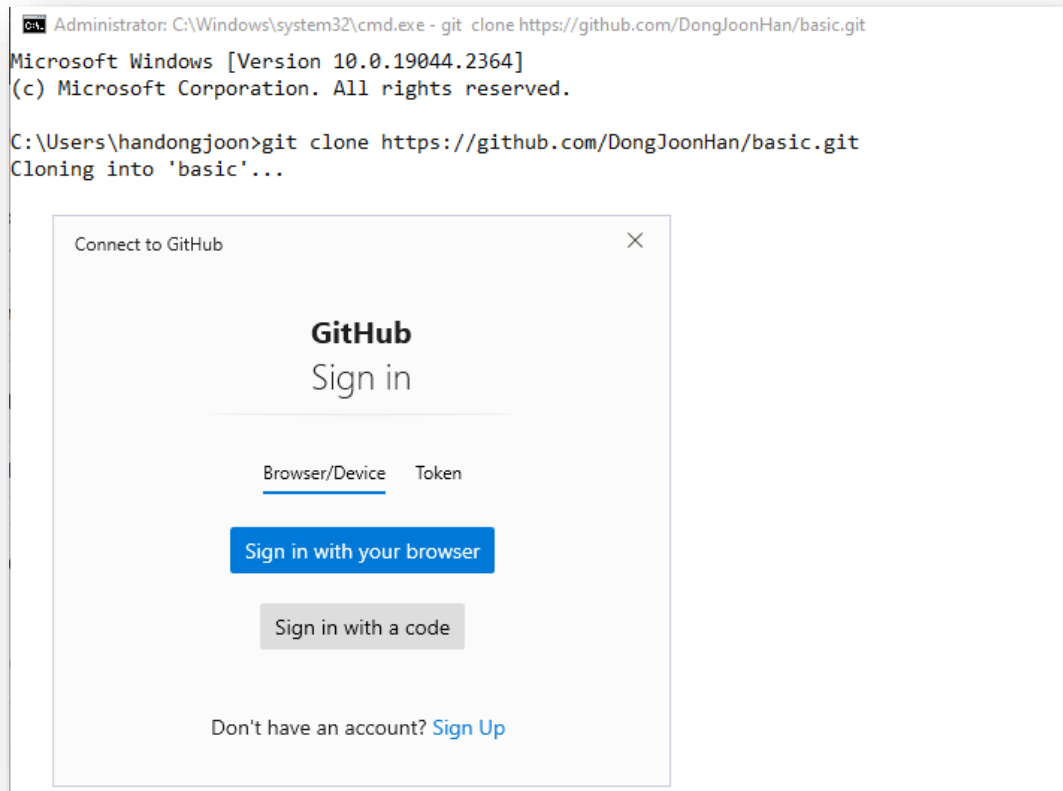 Administrator: C:\Windows\system32\cmd.exe - git  clone https://github.com/DongJoonHan/basic.git
Microsoft Windows [Version 10.0.19044.2364]
(c) Microsoft Corporation. All rights reserved.
C:\Users\handongjoon>git clone https://github.com/DongJoonHan/basic.git
Cloning into 'basic'...
Connect to GitHub
GitHub
Sign in
Browser/Device Token
Sign in with your browser
Sign in with a code
Don't have an account? Sign Up